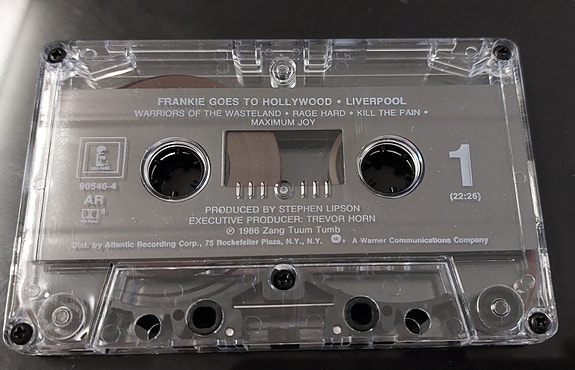 FRANKIE GOES TO HOLLYWOOD • LIVERPOOL
WARRIORS OF THE WASTELAND • RAGE HARD • KILL THE PAIN •
MAXIMUM JOY
90546-4
AR
1
(22:26)
PRODUCED BY STEPHEN LIPSON
EXECUTIVE PRODUCER: TREVOR HORN
℗ 1986 Zang Tuum Tumb
Dist. by Atlantic Recording Corp., 75 Rockefeller Plaza, N.Y., N.Y. A Warner Communications Company